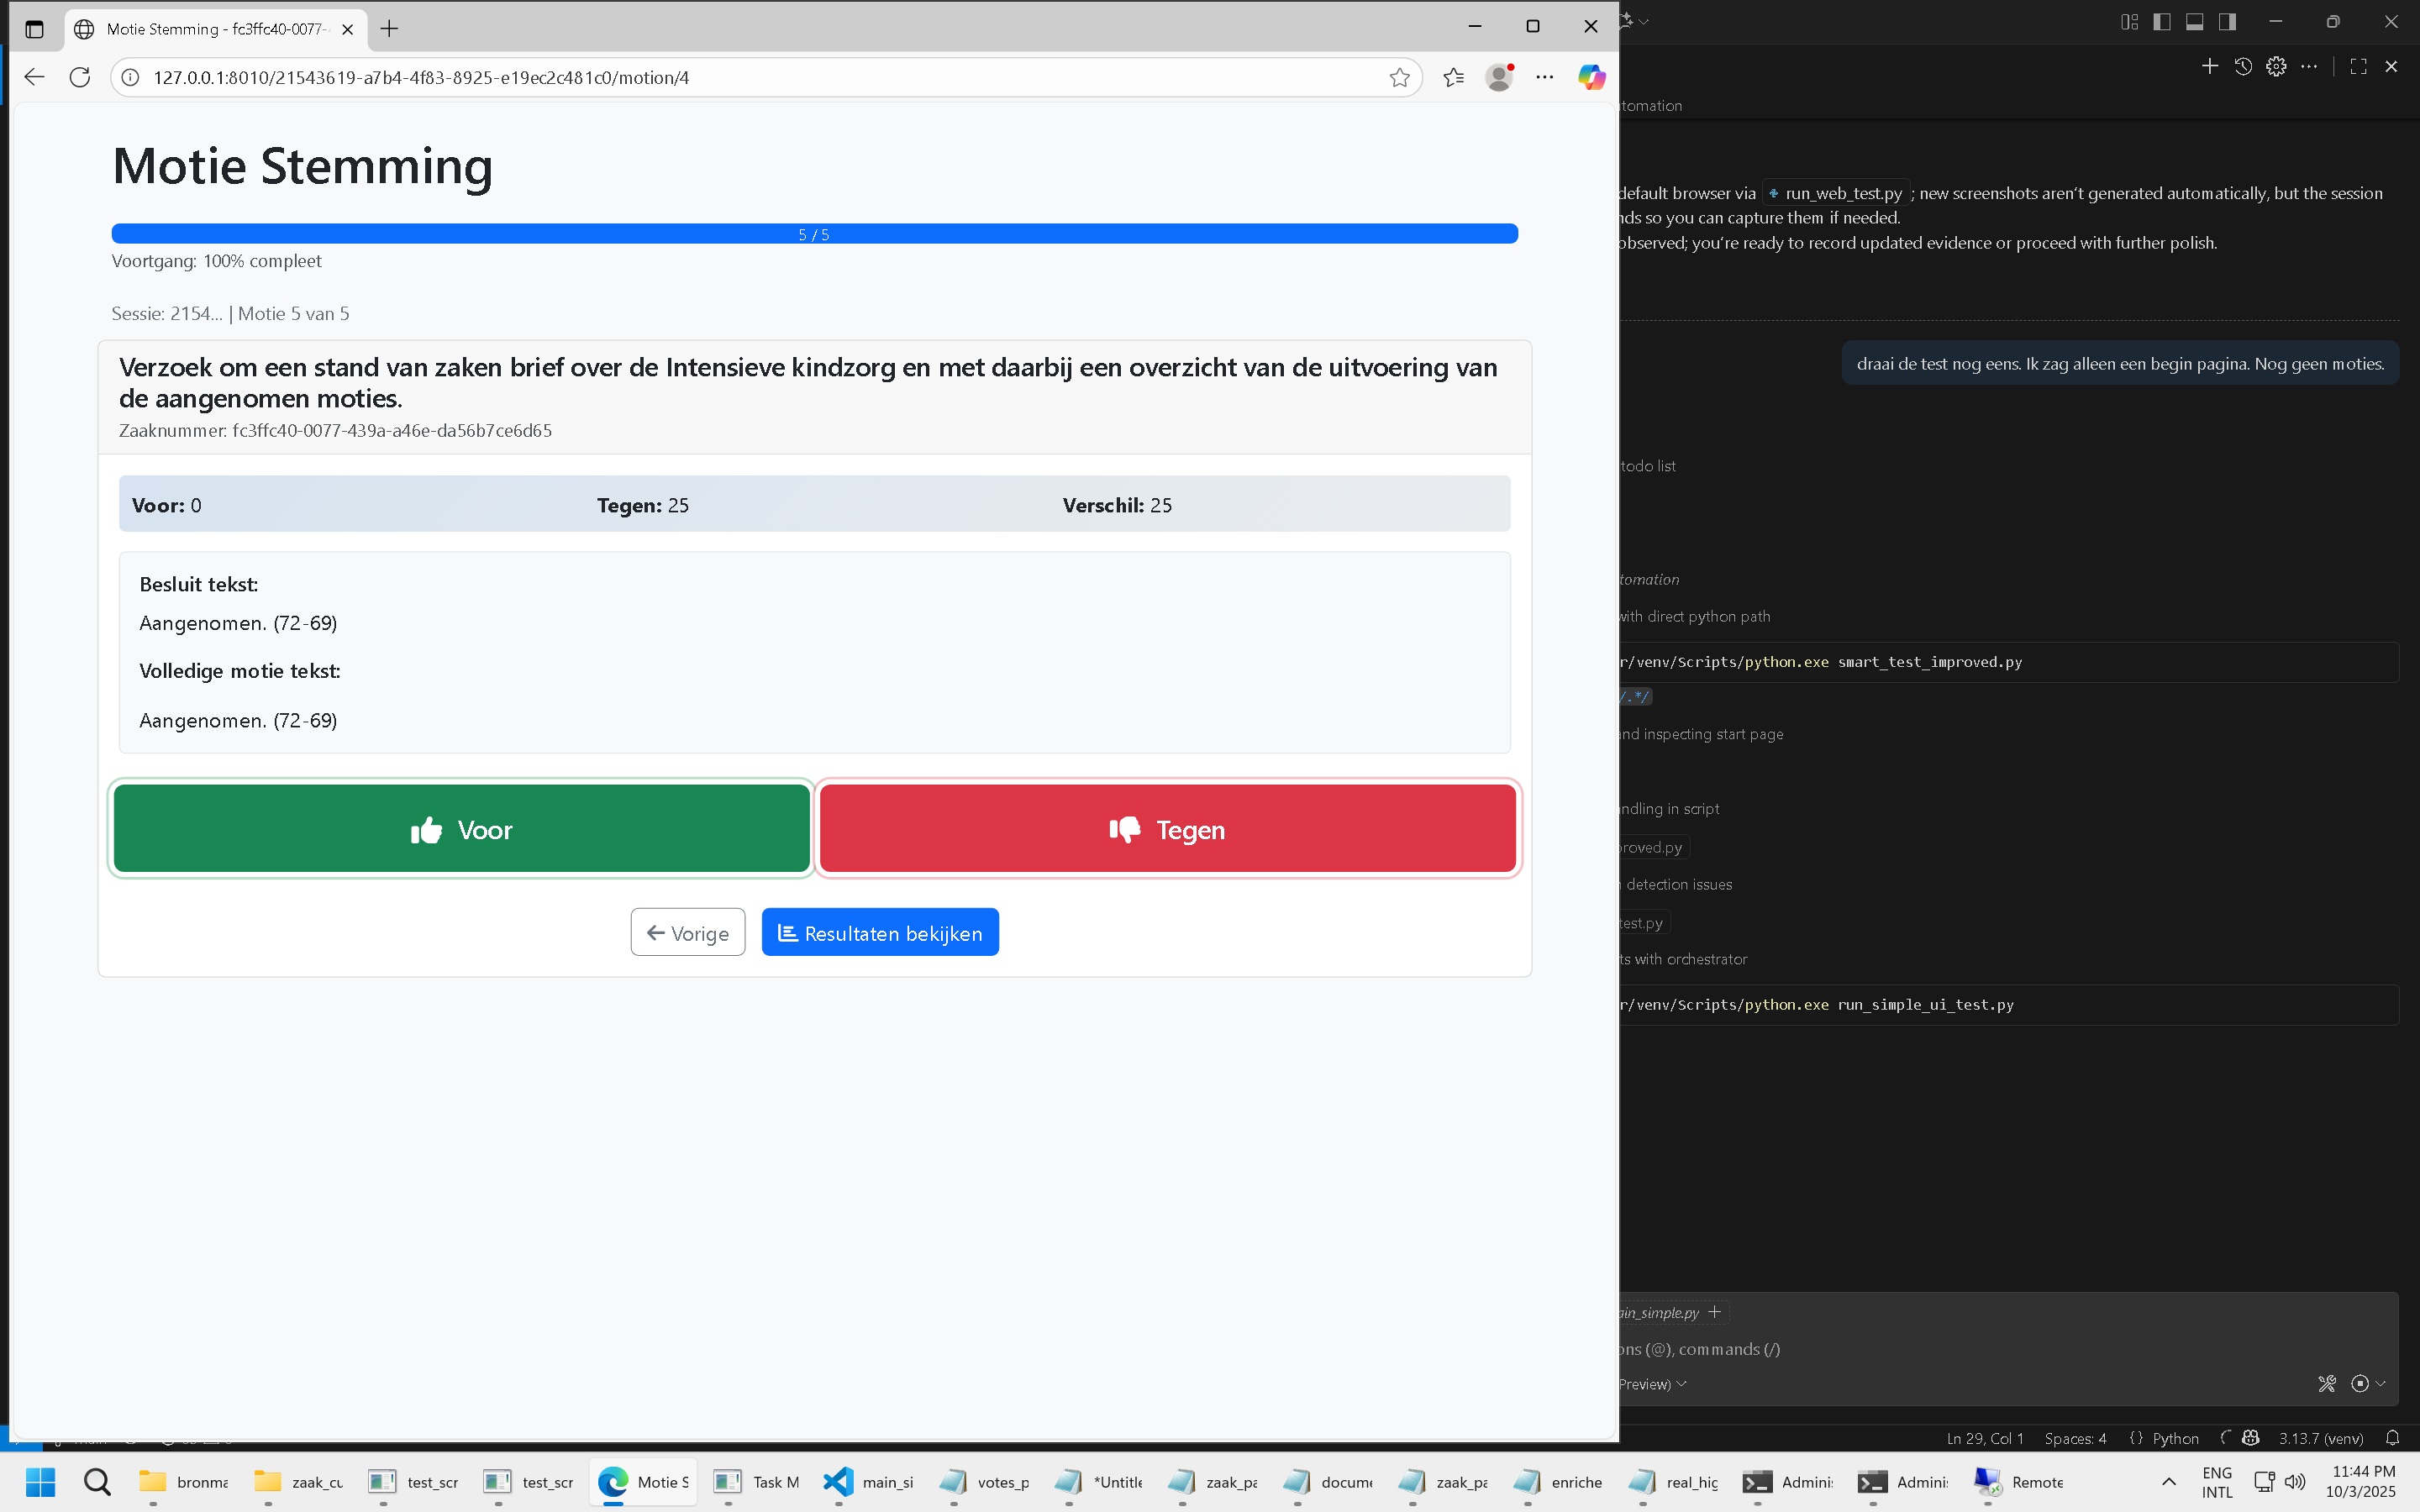 Motie Stemming - fc3ffc40-0077-
127.0.0.1:8010/21543619-a7b4-4f83-8925-e19ec2c481c0/motion/4
Motie Stemming
5 / 5
Voortgang: 100% compleet
Sessie: 2154... | Motie 5 van 5
Verzoek om een stand van zaken brief over de Intensieve kindzorg en met daarbij een overzicht van de uitvoering van
de aangenomen moties.
Zaaknummer: fc3ffc40-0077-439a-a46e-da56b7ce6d65
Voor: 0 Tegen: 25 Verschil: 25
Besluit tekst:
Aangenomen. (72-69)
Volledige motie tekst:
Aangenomen. (72-69)
Voor
Tegen
Vorige
Resultaten bekijken
tomation
default browser via run_web_test.py ; new screenshots aren't generated automatically, but the session
nds so you can capture them if needed.
observed; you're ready to record updated evidence or proceed with further polish.
draai de test nog eens. Ik zag alleen een begin pagina. Nog geen moties.
todo list
tomation
with direct python path
r/venv/Scripts/python.exe smart_test_improved.py
/.*/
and inspecting start page
ndling in script
proved.py
detection issues
test.py
ts with orchestrator
r/venv/Scripts/python.exe run_simple_ui_test.py
ain_simple.py
ons (@), commands (/)
Preview)
Ln 29, Col 1 Spaces: 4 {} Python 3.13.7 (venv)
bronma zaak_cu test_scr test_scr Motie S Task M main_si votes_p *Untitle zaak_pa docume zaak_pa enriche real_hig Adminis Adminis Remote
ENG
INTL
11:44 PM
10/3/2025